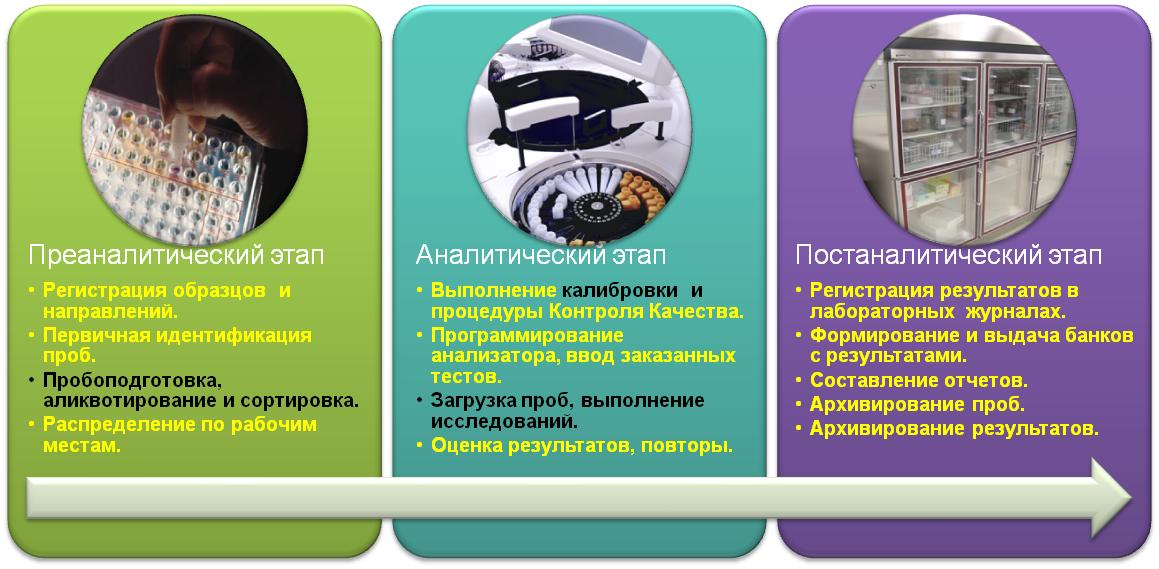 Преаналитический этап
• Регистрация образцов и
направлений.
• Первичная идентификация
проб.
• Пробоподготовка,
аликвотирование и сортировка.
• Распределение по рабочим
местам.
Аналитический этап
• Выполнение калибровки и
процедуры Контроля Качества.
• Программирование
анализатора, ввод заказанных
тестов.
• Загрузка проб, выполнение
исследований.
• Оценка результатов, повторы.
Постаналитический этап
• Регистрация результатов в
лабораторных журналах.
• Формирование и выдача банков
с результатами.
• Составление отчетов.
• Архивирование проб.
• Архивирование результатов.